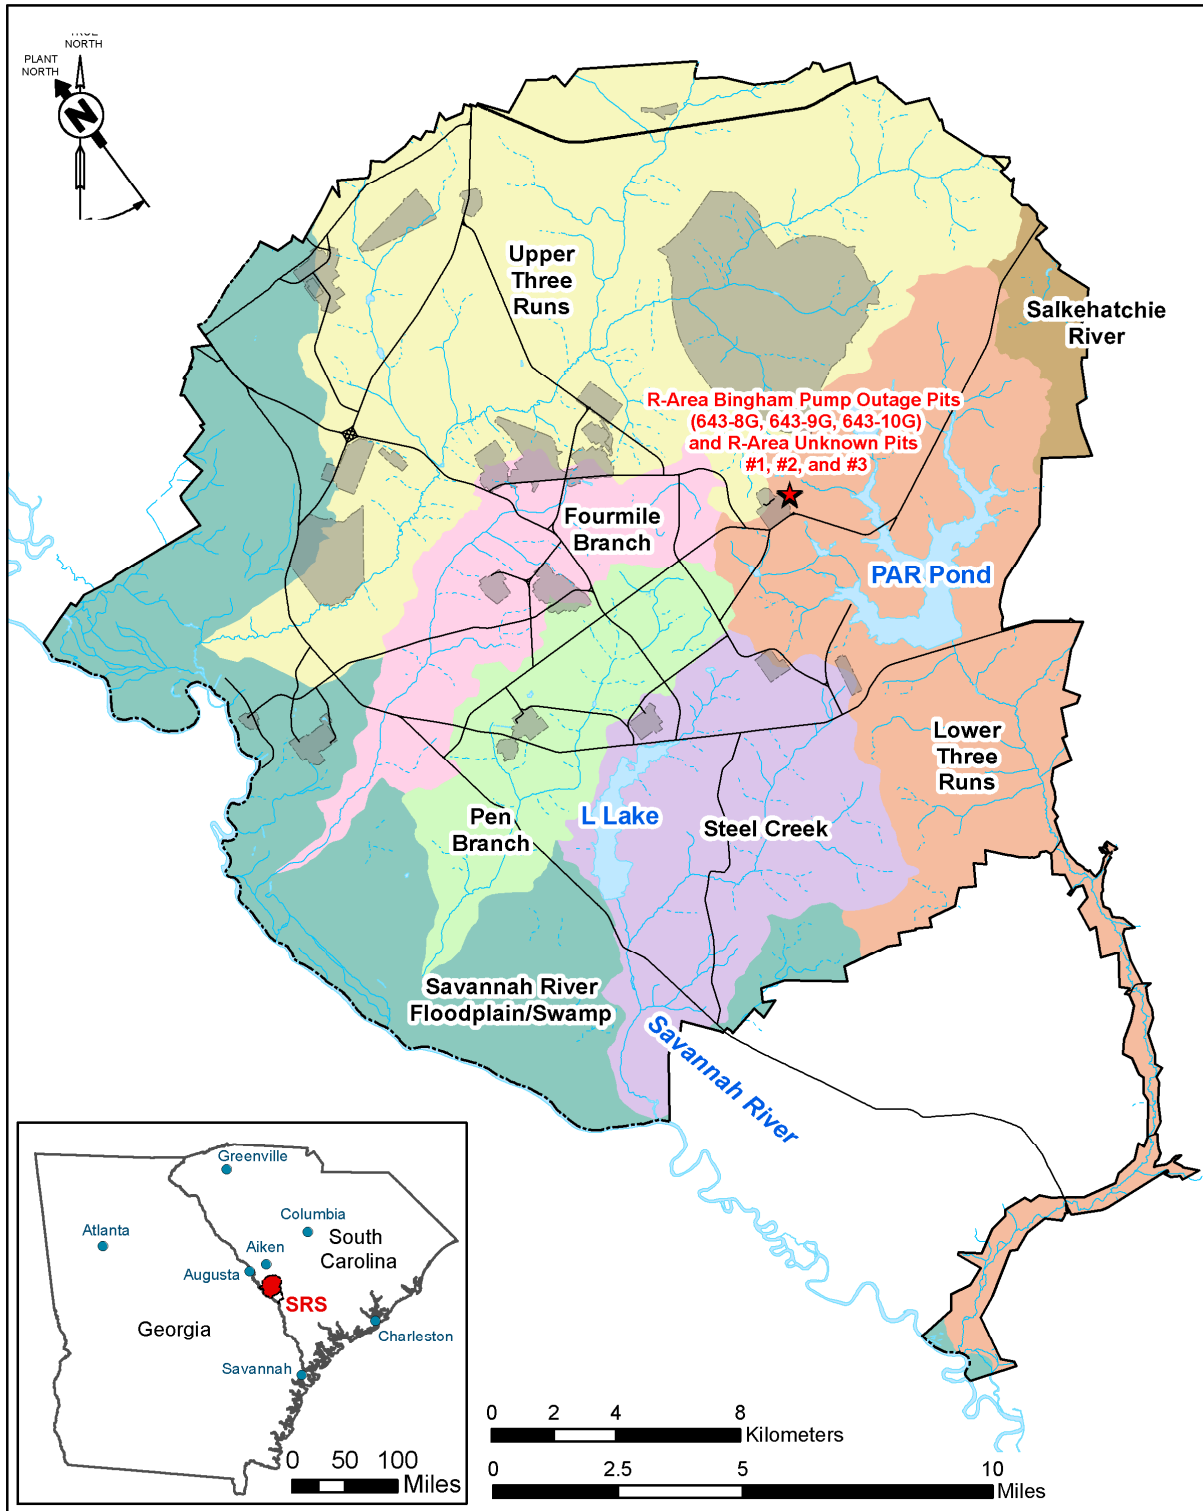 TRUE
NORTH
PLANT
NORTH
N
Upper
Three
Runs
Salkehatchie
River
R-Area Bingham Pump Outage Pits
(643-8G, 643-9G, 643-10G)
and R-Area Unknown Pits
#1, #2, and #3
Fourmile
Branch
PAR Pond
Lower
Three
Runs
Pen
Branch
L Lake
Steel Creek
Savannah River
Floodplain/Swamp
Savannah River
Greenville
Columbia
Atlanta
South
Carolina
Aiken
Augusta
SRS
Georgia
Charleston
Savannah
0 50 100
Miles
0 2 4 8
Kilometers
0 2.5 5 10
Miles